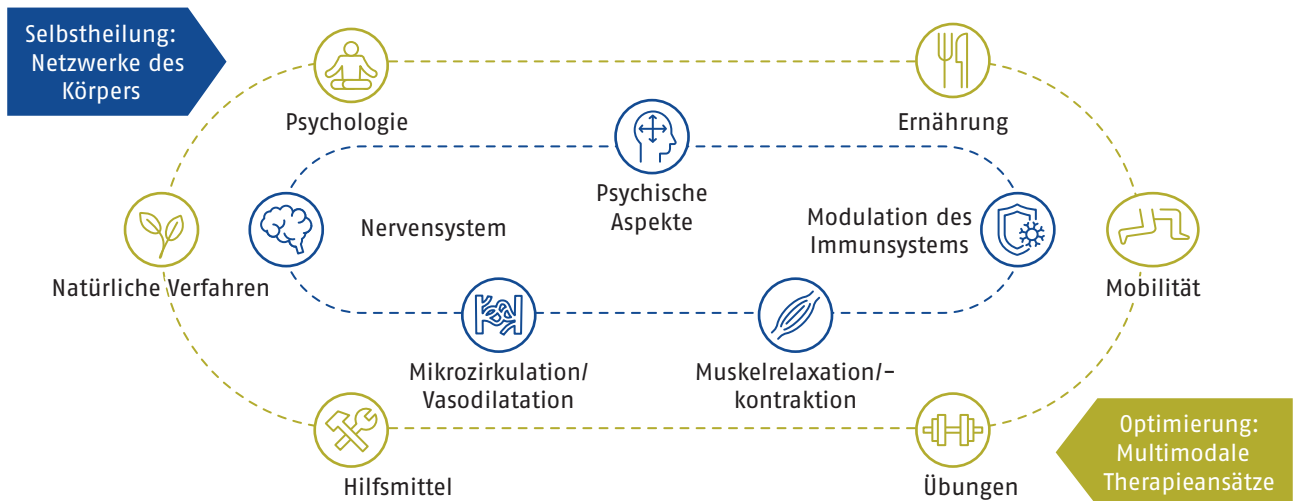 Selbstheilung:
Netzwerke des
Körpers
Psychologie
Ernährung
Psychische
Aspekte
Nervensystem
Modulation des
Immunsystems
Natürliche Verfahren
Mobilität
Mikrozirkulation/
Vasodilatation
Muskelrelaxation/-
kontraktion
Hilfsmittel
Übungen
Optimierung:
Multimodale
Therapieansätze